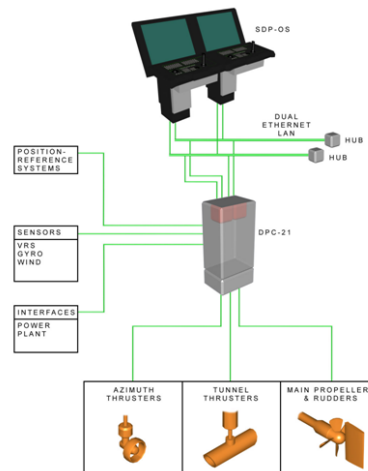 SDP-OS
DUAL
ETHERNET
LAN
HUB
HUB
POSITION-
REFERENCE
SYSTEMS
DPC-21
SENSORS
VRS
GYRO
WIND
INTERFACES
POWER
PLANT
AZIMUTH
THRUSTERS
TUNNEL
THRUSTERS
MAIN PROPELLER
& RUDDERS